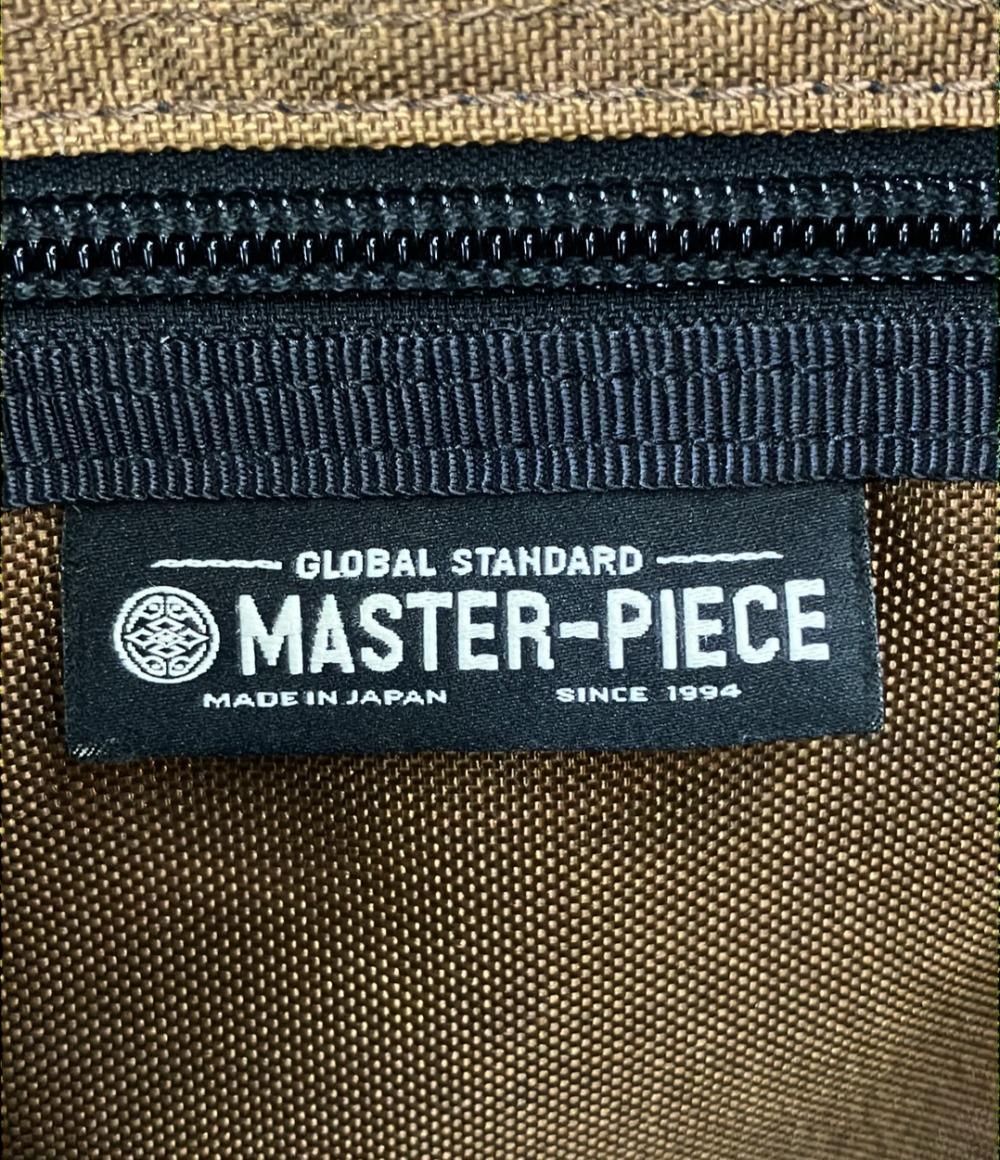 GLOBAL STANDARD
MASTER-PIECE
MADE IN JAPAN SINCE 1994